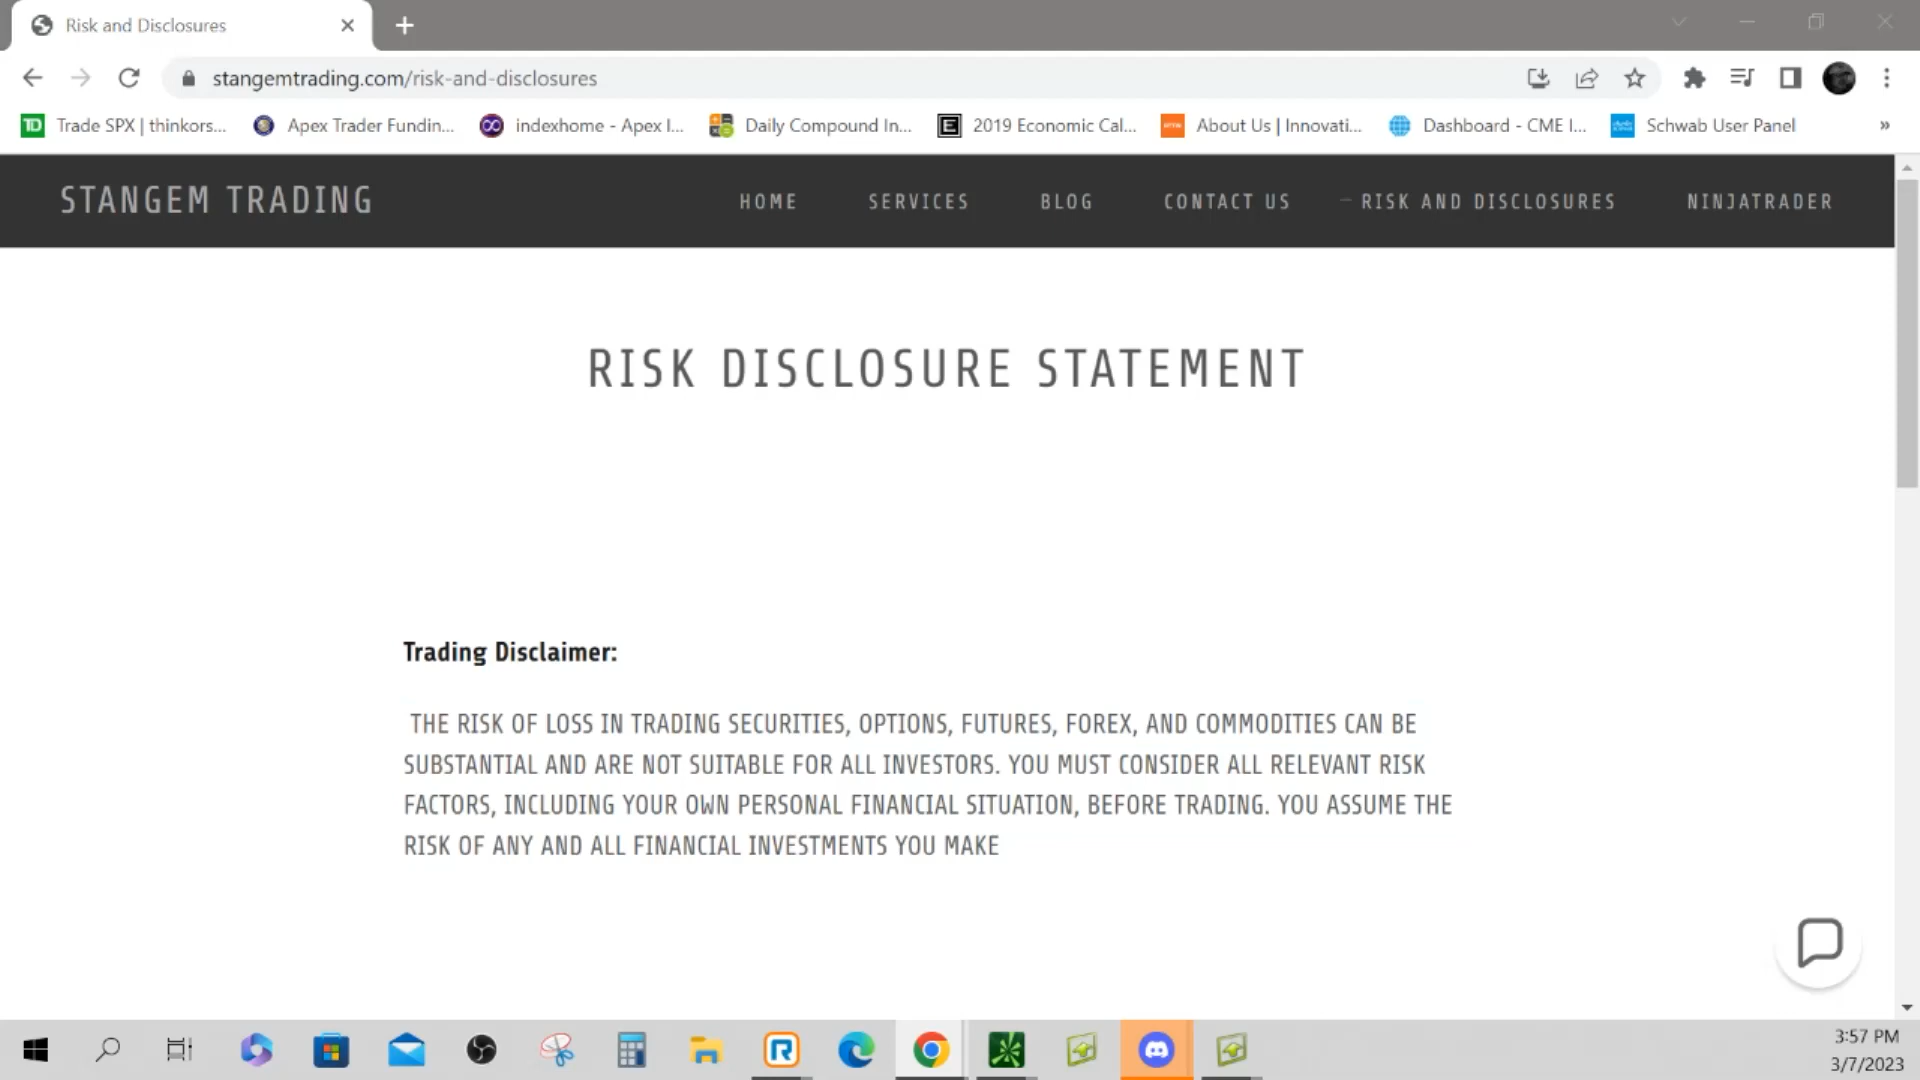 Risk and Disclosures
stangemtrading.com/risk-and-disclosures
TD Trade SPX | thinkors... Apex Trader Fundin... indexhome - Apex I... Daily Compound In... E 2019 Economic Cal... About Us | Innovati... Dashboard - CME I... Schwab User Panel »
STANGEM TRADING HOME SERVICES BLOG CONTACT US RISK AND DISCLOSURES NINJATRADER
RISK DISCLOSURE STATEMENT
Trading Disclaimer:
THE RISK OF LOSS IN TRADING SECURITIES, OPTIONS, FUTURES, FOREX, AND COMMODITIES CAN BE
SUBSTANTIAL AND ARE NOT SUITABLE FOR ALL INVESTORS. YOU MUST CONSIDER ALL RELEVANT RISK
FACTORS, INCLUDING YOUR OWN PERSONAL FINANCIAL SITUATION, BEFORE TRADING. YOU ASSUME THE
RISK OF ANY AND ALL FINANCIAL INVESTMENTS YOU MAKE
3:57 PM
3/7/2023